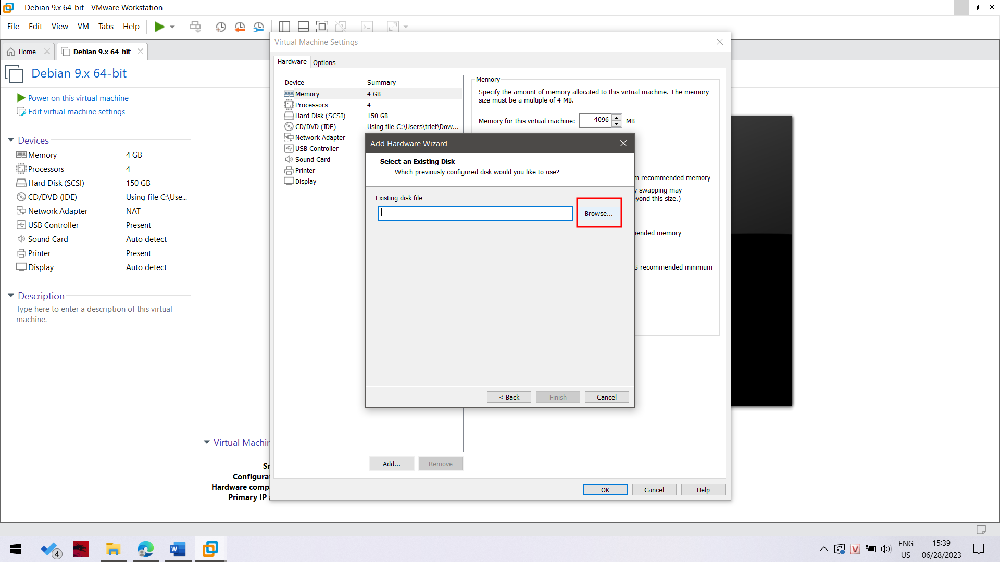 Debian 9.x 64-bit - VMware Workstation
File Edit View VM Tabs Help
Home
Debian 9.x 64-bit
Debian 9.x 64-bit
Power on this virtual machine
Edit virtual machine settings
Devices
Memory 4 GB
Processors 4
Hard Disk (SCSI) 150 GB
CD/DVD (IDE) Using file C:\Use...
Network Adapter NAT
USB Controller Present
Sound Card Auto detect
Printer Present
Display Auto detect
Description
Type here to enter a description of this virtual
machine.
Virtual Machin
Sn
Configurat
Hardware comp
Primary IP a
Virtual Machine Settings
Hardware Options
Device Summary
Memory 4 GB
Processors 4
Hard Disk (SCSI) 150 GB
CD/DVD (IDE) Using file C:\Users\triet\Dow...
Network Adapter
USB Controller
Sound Card
Printer
Display
Add... Remove
Memory
Specify the amount of memory allocated to this virtual machine. The memory
size must be a multiple of 4 MB.
Memory for this virtual machine: 4096 MB
m recommended memory
y swapping may
eyond this size.)
mended memory
S recommended minimum
OK Cancel Help
Add Hardware Wizard
Select an Existing Disk
Which previously configured disk would you like to use?
Existing disk file
Browse...
< Back Finish Cancel
4
ENG
US
15:39
06/28/2023